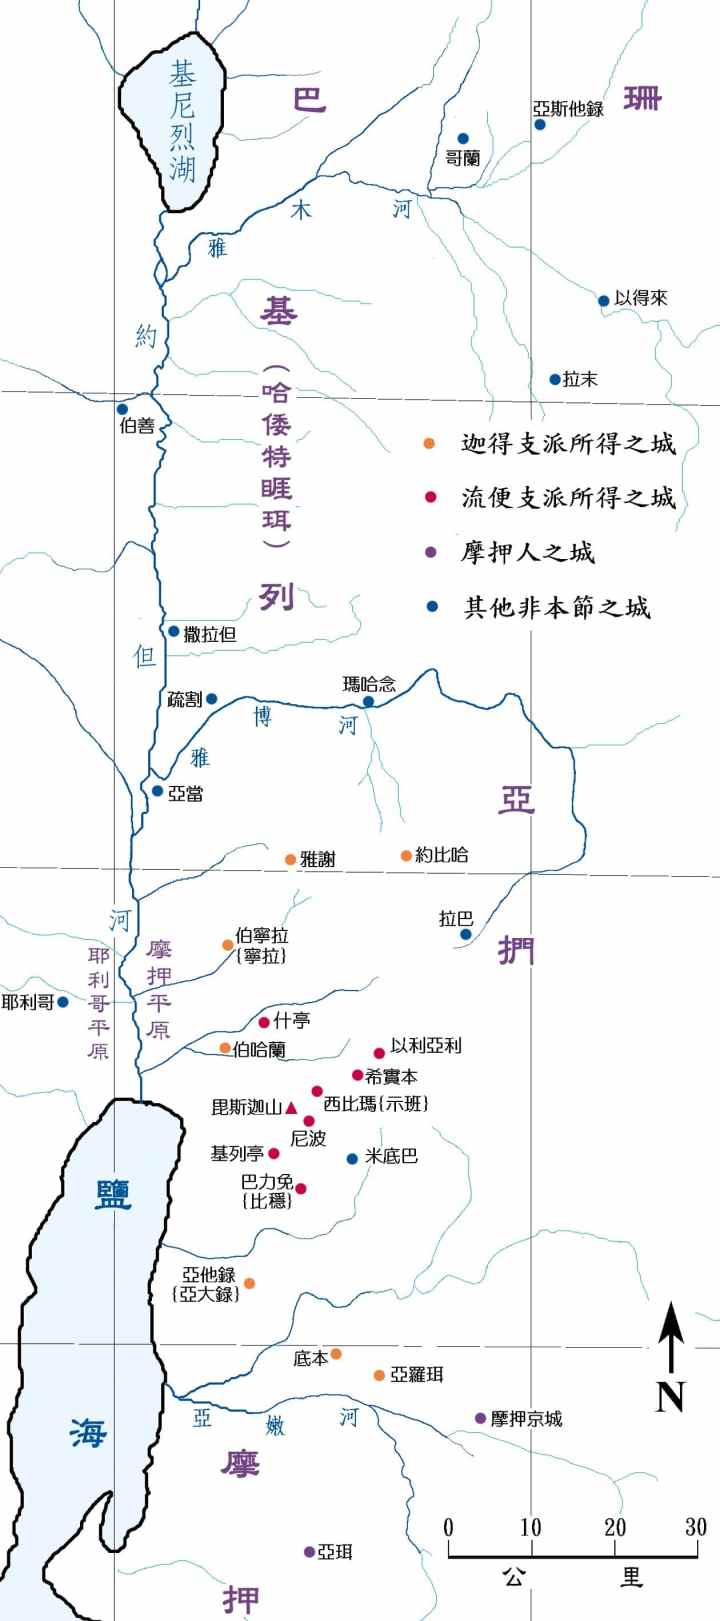 基尼烈湖
巴
珊
亞斯他錄
哥蘭
雅木河
以得來
基列
(哈倭特睚珥)
約但河
拉末
伯善
迦得支派所得之城
流便支派所得之城
摩押人之城
其他非本節之城
撒拉但
疏割
瑪哈念
雅博河
亞當
亞捫
雅謝
約比哈
拉巴
伯寧拉
{寧拉}
耶利哥平原
摩押平原
耶利哥
什亭
伯哈蘭
以利亞利
希實本
西比瑪{示班}
毘斯迦山
尼波
基列亭
米底巴
巴力免
{比穩}
鹽海
亞他錄
{亞大錄}
底本
亞羅珥
N
亞嫩河
摩押京城
摩押
亞珥
0 10 20 30
公里